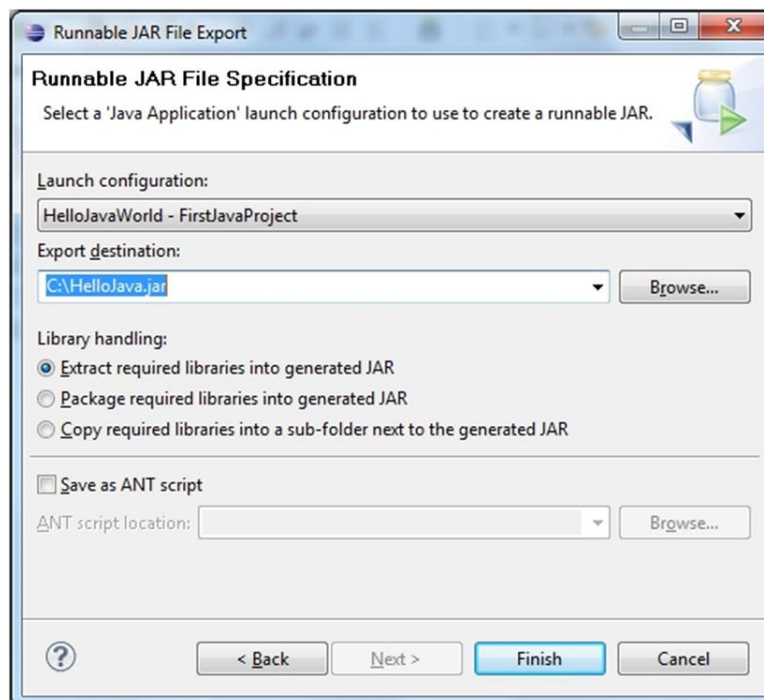 Runnable JAR File Export
Runnable JAR File Specification
Select a 'Java Application' launch configuration to use to create a runnable JAR.
Launch configuration:
HelloJavaWorld - FirstJavaProject
Export destination:
C:\HelloJava.jar
Browse...
Library handling:
Extract required libraries into generated JAR
Package required libraries into generated JAR
Copy required libraries into a sub-folder next to the generated JAR
Save as ANT script
ANT script location:
Browse...
?
< Back
Next >
Finish
Cancel